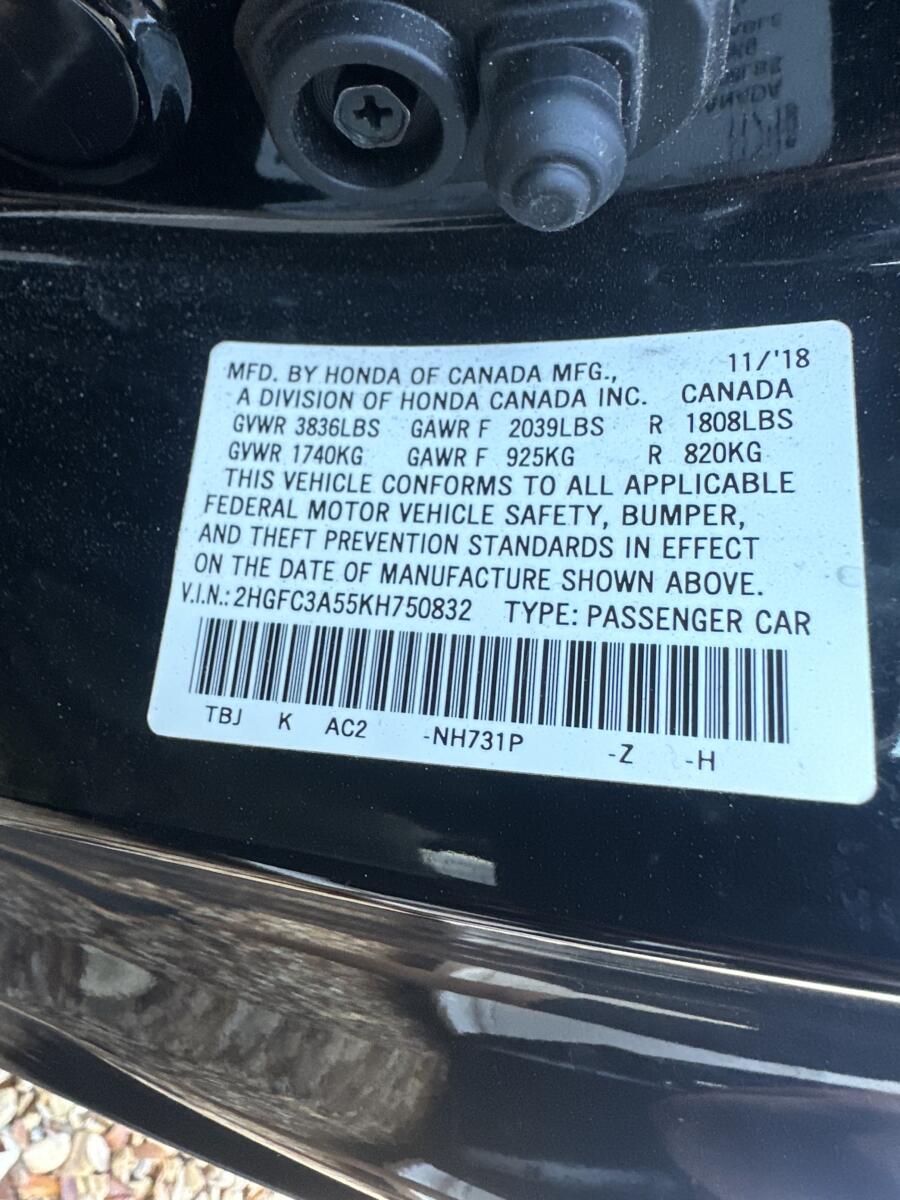 MFD. BY HONDA OF CANADA MFG., 11/'18
A DIVISION OF HONDA CANADA INC. CANADA
GVWR 3836LBS GAWR F 2039LBS R 1808LBS
GVWR 1740KG GAWR F 925KG R 820KG
THIS VEHICLE CONFORMS TO ALL APPLICABLE
FEDERAL MOTOR VEHICLE SAFETY, BUMPER,
AND THEFT PREVENTION STANDARDS IN EFFECT
ON THE DATE OF MANUFACTURE SHOWN ABOVE.
V.I.N.: 2HGFC3A55KH750832 TYPE: PASSENGER CAR
TBJ K AC2 -NH731P -Z -H